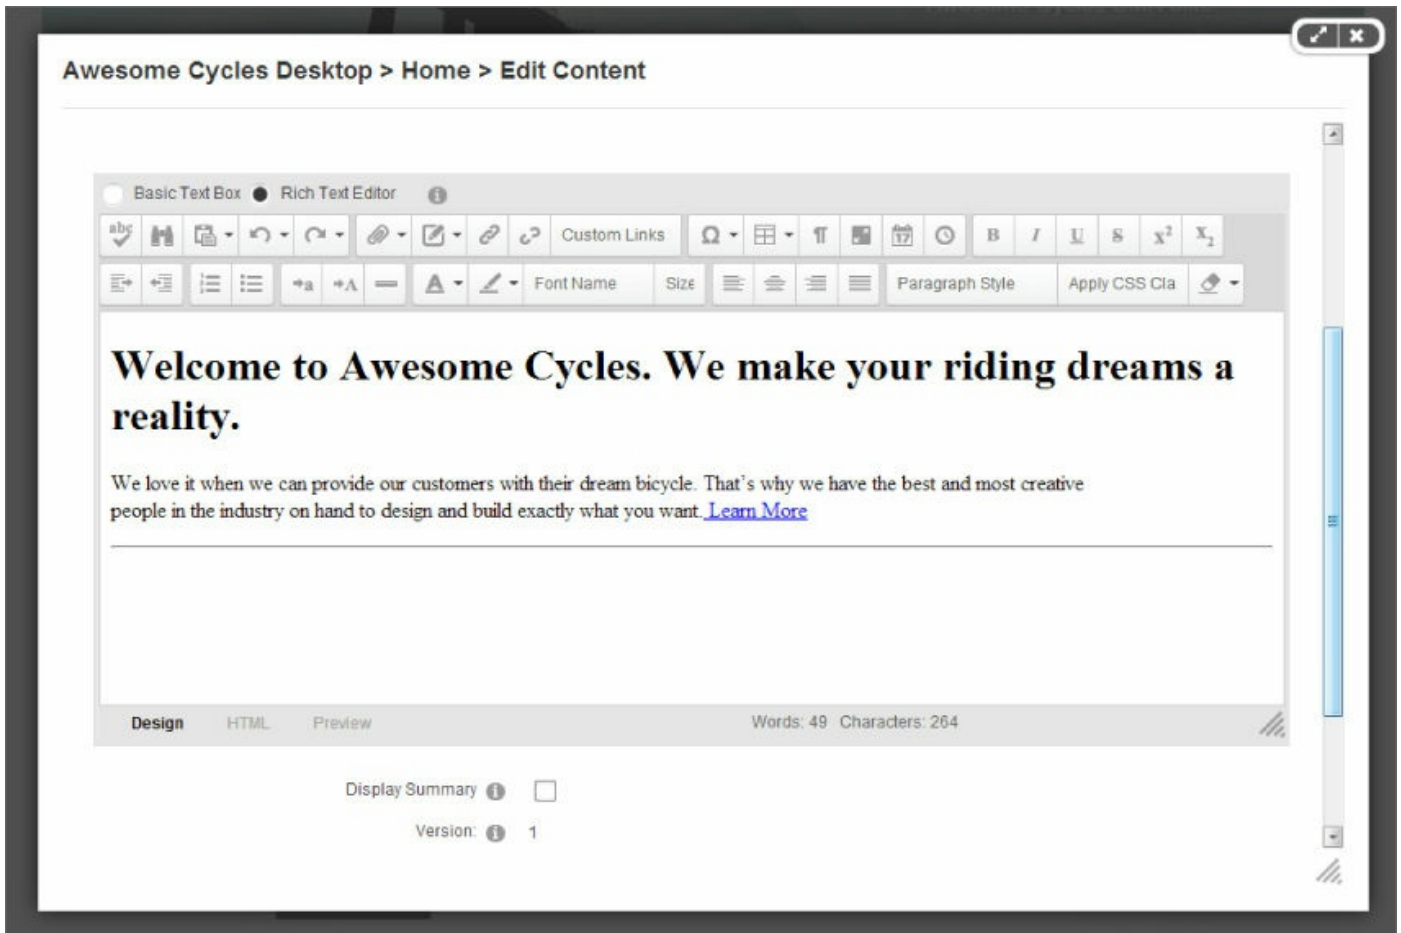 Awesome Cycles Desktop > Home > Edit Content
Basic Text Box Rich Text Editor
abc Custom Links Ω ¶ 17 B I U S X² X₂
a A A Font Name Size Paragraph Style Apply CSS Cla
Welcome to Awesome Cycles. We make your riding dreams a
reality.
We love it when we can provide our customers with their dream bicycle. That's why we have the best and most creative
people in the industry on hand to design and build exactly what you want. Learn More
Design HTML Preview Words: 49 Characters: 264
Display Summary
Version: 1